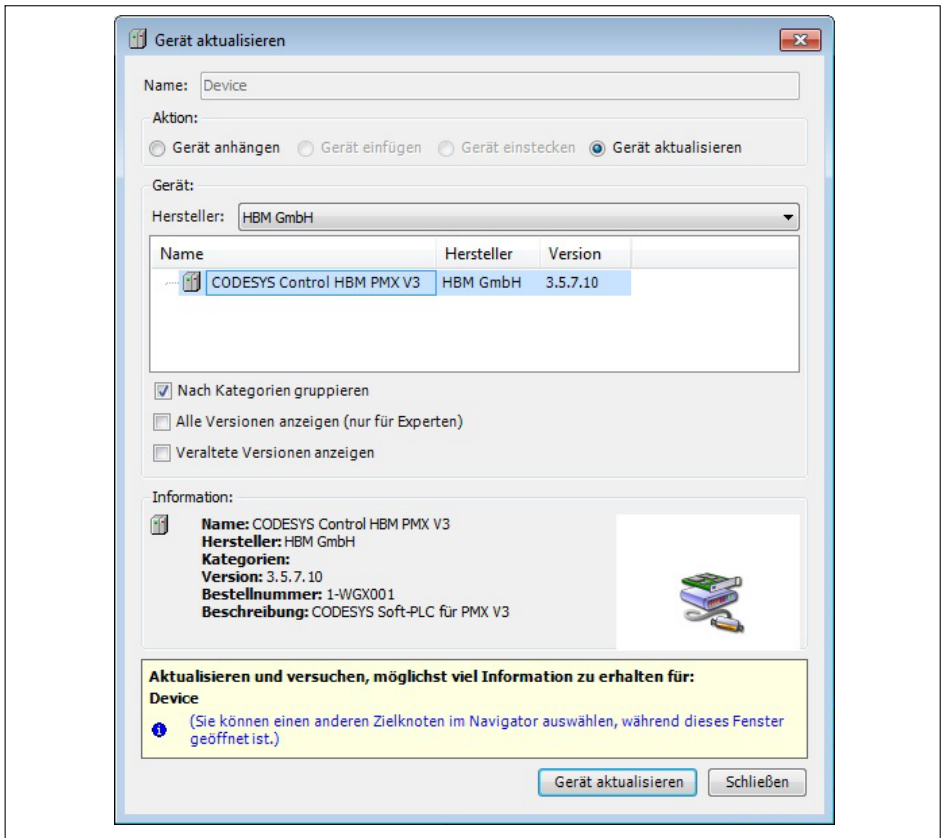 Gerät aktualisieren
Name: Device
Aktion:
Gerät anhängen Gerät einfügen Gerät einstecken Gerät aktualisieren
Gerät:
Hersteller: HBM GmbH
Name Hersteller Version
CODESYS Control HBM PMX V3 HBM GmbH 3.5.7.10
Nach Kategorien gruppieren
Alle Versionen anzeigen (nur für Experten)
Veraltete Versionen anzeigen
Information:
Name: CODESYS Control HBM PMX V3
Hersteller: HBM GmbH
Kategorien:
Version: 3.5.7.10
Bestellnummer: 1-WGX001
Beschreibung: CODESYS Soft-PLC für PMX V3
Aktualisieren und versuchen, möglichst viel Information zu erhalten für:
Device
(Sie können einen anderen Zielknoten im Navigator auswählen, während dieses Fenster
geöffnet ist.)
Gerät aktualisieren Schließen